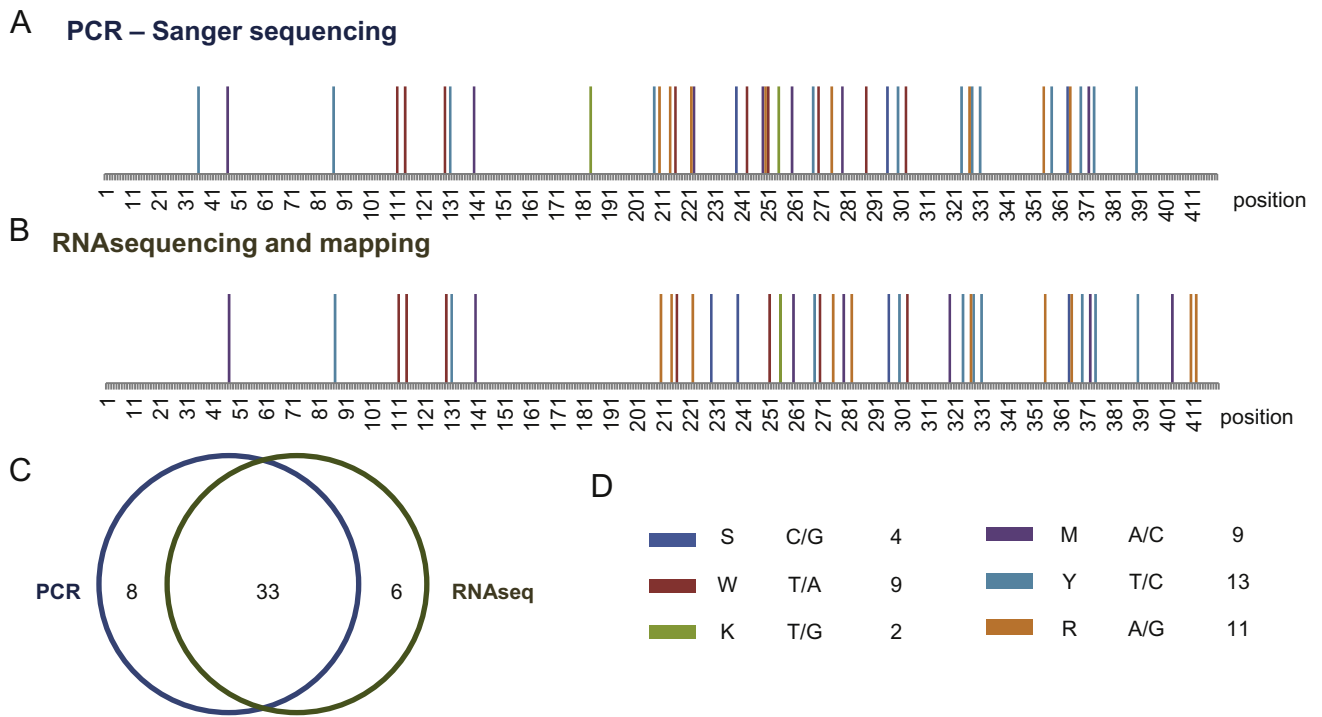 A
PCR – Sanger sequencing
1 11 21 31 41 51 61 71 81 91 101 111 121 131 141 151 161 171 181 191 201 211 221 231 241 251 261 271 281 291 301 311 321 331 341 351 361 371 381 391 401 411
position
B
RNAsequencing and mapping
1 11 21 31 41 51 61 71 81 91 101 111 121 131 141 151 161 171 181 191 201 211 221 231 241 251 261 271 281 291 301 311 321 331 341 351 361 371 381 391 401 411
position
C
PCR 8 33 6 RNAseq
D
S C/G 4
W T/A 9
K T/G 2
M A/C 9
Y T/C 13
R A/G 11